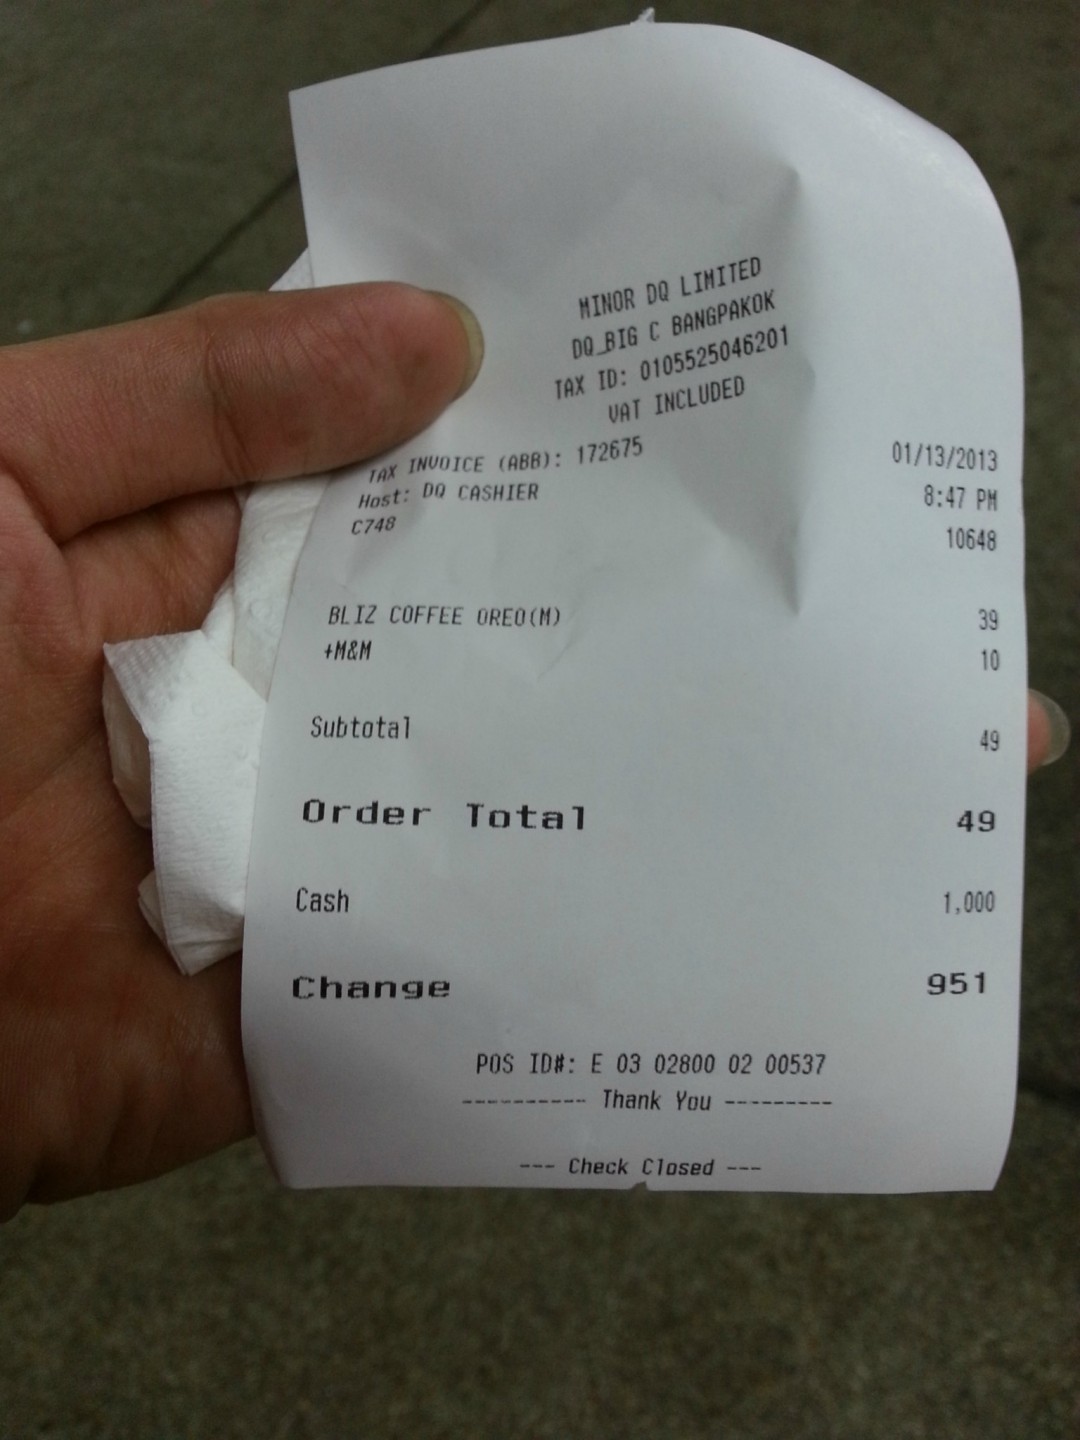 MINOR DQ LIMITED
DQ_BIG C BANGPAKOK
TAX ID: 0105525046201
VAT INCLUDED
TAX INVOICE (ABB): 172675 01/13/2013
Host: DQ CASHIER 8:47 PM
C748 10648
BLIZ COFFEE OREO(M) 39
+M&M 10
Subtotal 49
Order Total 49
Cash 1,000
Change 951
POS ID#: E 03 02800 02 00537
---------- Thank You ---------
--- Check Closed ---